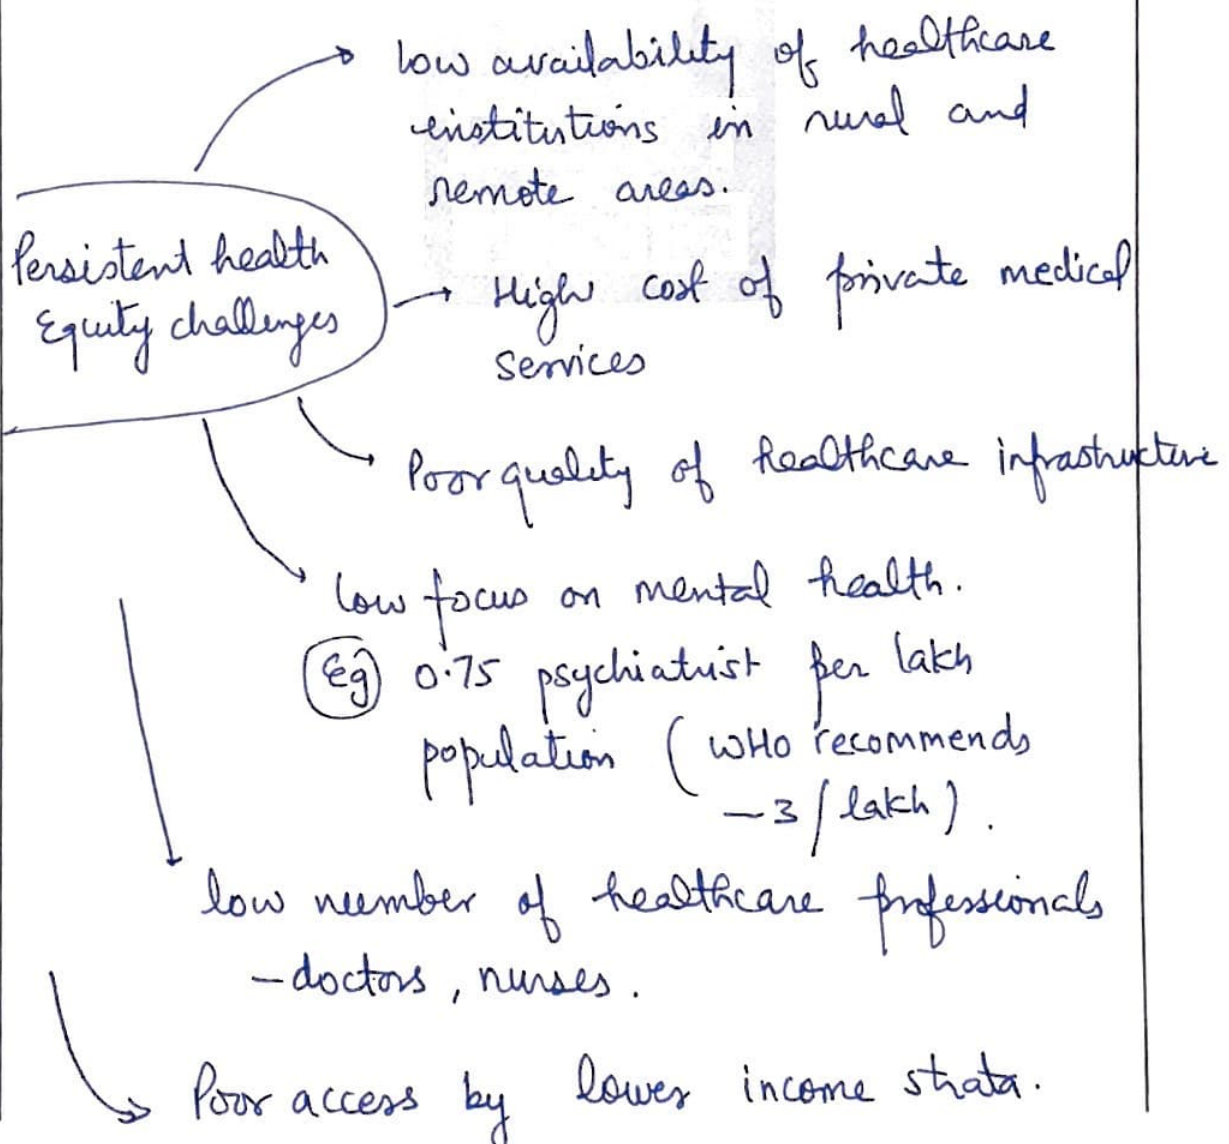 low availability of healthcare
institutions in rural and
remote areas.
Persistent health
Equity challenges
High cost of private medical
services
Poor quality of healthcare infrastructure
low focus on mental health.
Eg 0.75 psychiatrist per lakh
population ( WHO recommends
- 3 / lakh ) .
low number of healthcare professionals
- doctors , nurses .
Poor access by lower income strata.